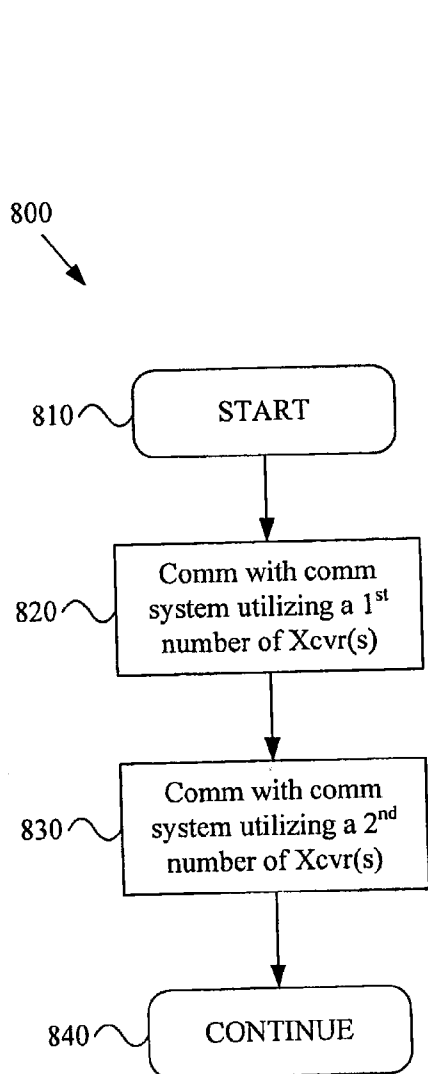 800
810
START
820
Comm with comm
system utilizing a 1st
number of Xcvr(s)
830
Comm with comm
system utilizing a 2nd
number of Xcvr(s)
840
CONTINUE